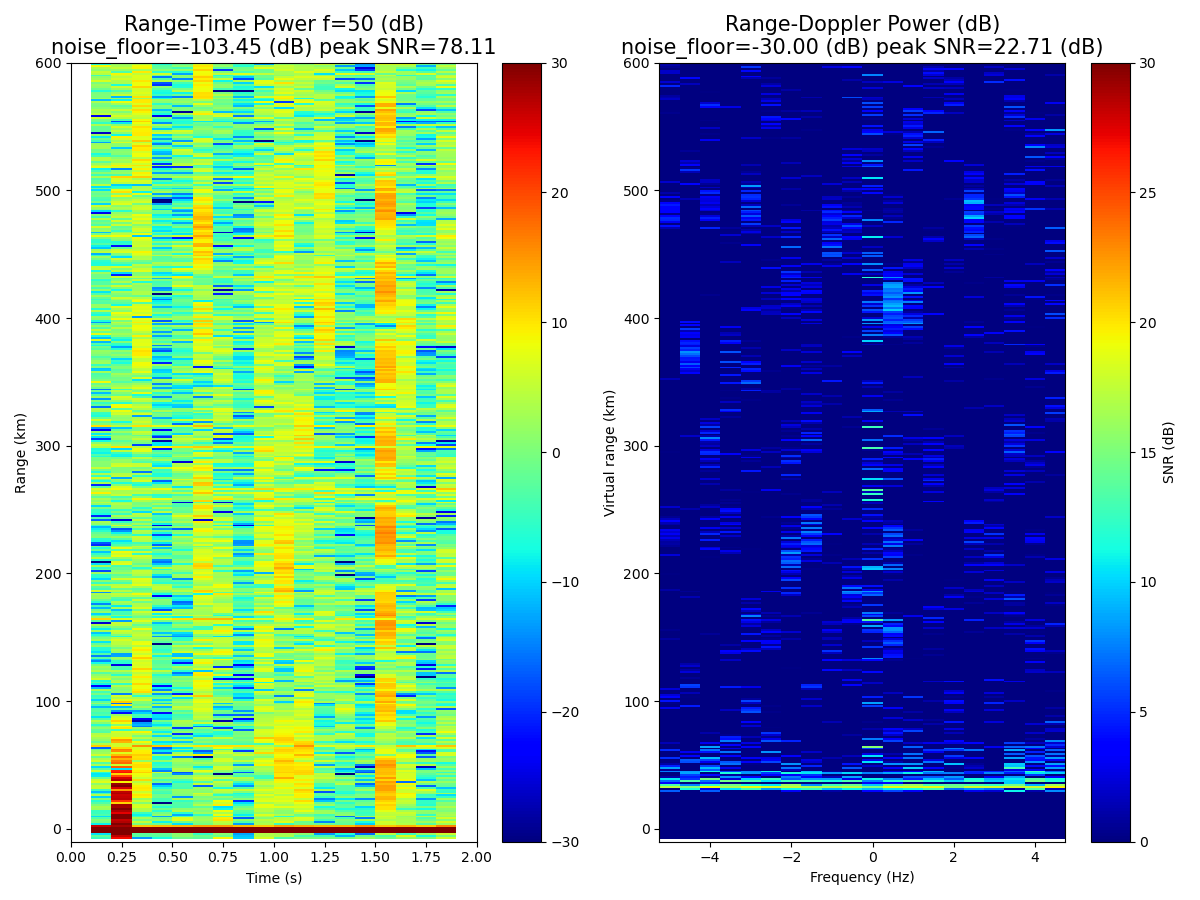 Range-Time Power f=50 (dB)
noise_floor=-103.45 (dB) peak SNR=78.11
Range-Doppler Power (dB)
noise_floor=-30.00 (dB) peak SNR=22.71 (dB)
600
500
400
300
200
100
0
Range (km)
0.00 0.25 0.50 0.75 1.00 1.25 1.50 1.75 2.00
Time (s)
30
20
10
0
−10
−20
−30
600
500
400
300
200
100
0
Virtual range (km)
−4 −2 0 2 4
Frequency (Hz)
30
25
20
15
10
5
0
SNR (dB)